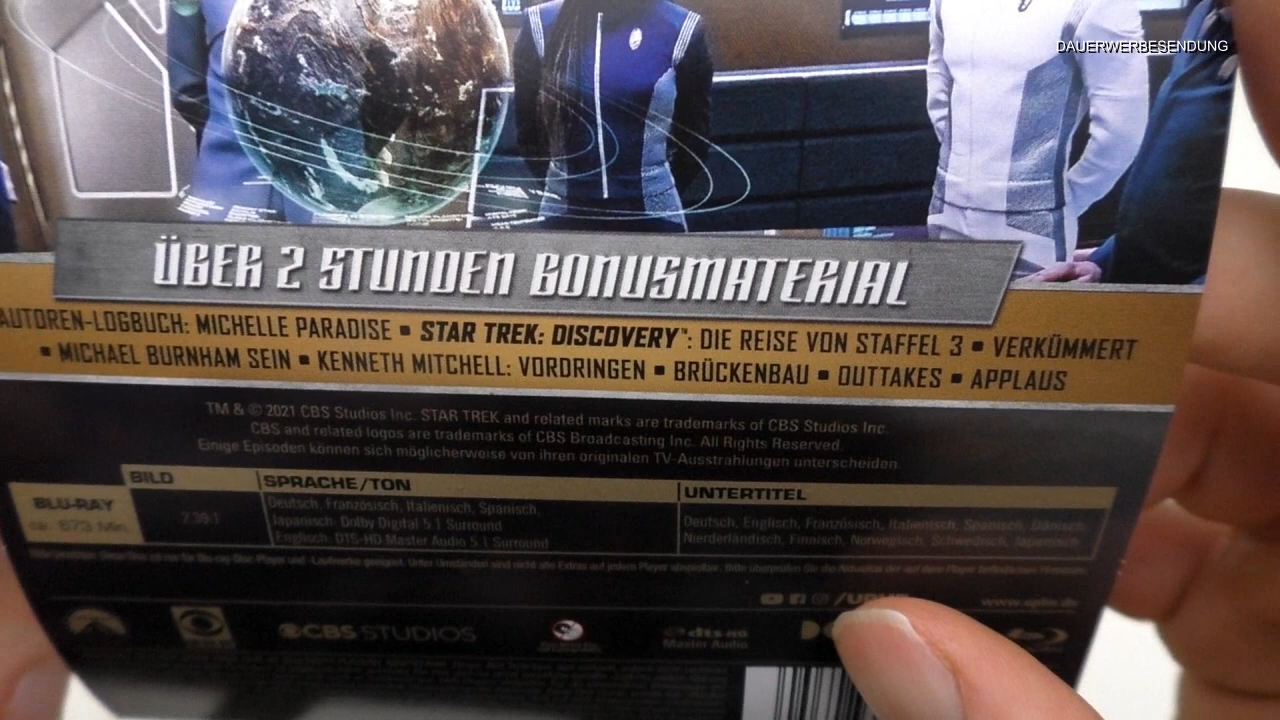 DAUERWERBESENDUNG
ÜBER 2 STUNDEN BONUSMATERIAL
AUTOREN-LOGBUCH: MICHELLE PARADISE ▪ STAR TREK: DISCOVERY™: DIE REISE VON STAFFEL 3 ▪ VERKÜMMERT
▪ MICHAEL BURNHAM SEIN ▪ KENNETH MITCHELL: VORDRINGEN ▪ BRÜCKENBAU ▪ OUTTAKES ▪ APPLAUS
TM & © 2021 CBS Studios Inc. STAR TREK and related marks are trademarks of CBS Studios Inc.
CBS and related logos are trademarks of CBS Broadcasting Inc. All Rights Reserved.
Einige Episoden können sich möglicherweise von ihren originalen TV-Ausstrahlungen unterscheiden.
BILD SPRACHE/TON UNTERTITEL
BLU-RAY
ca. 673 Min.
2.39:1
Deutsch, Französisch, Italienisch, Spanisch,
Japanisch: Dolby Digital 5.1 Surround
Englisch: DTS-HD Master Audio 5.1 Surround
Deutsch, Englisch, Französisch, Italienisch, Spanisch, Dänisch,
Niederländisch, Finnisch, Norwegisch, Schwedisch, Japanisch
CBS STUDIOS
dts-HD
Master Audio